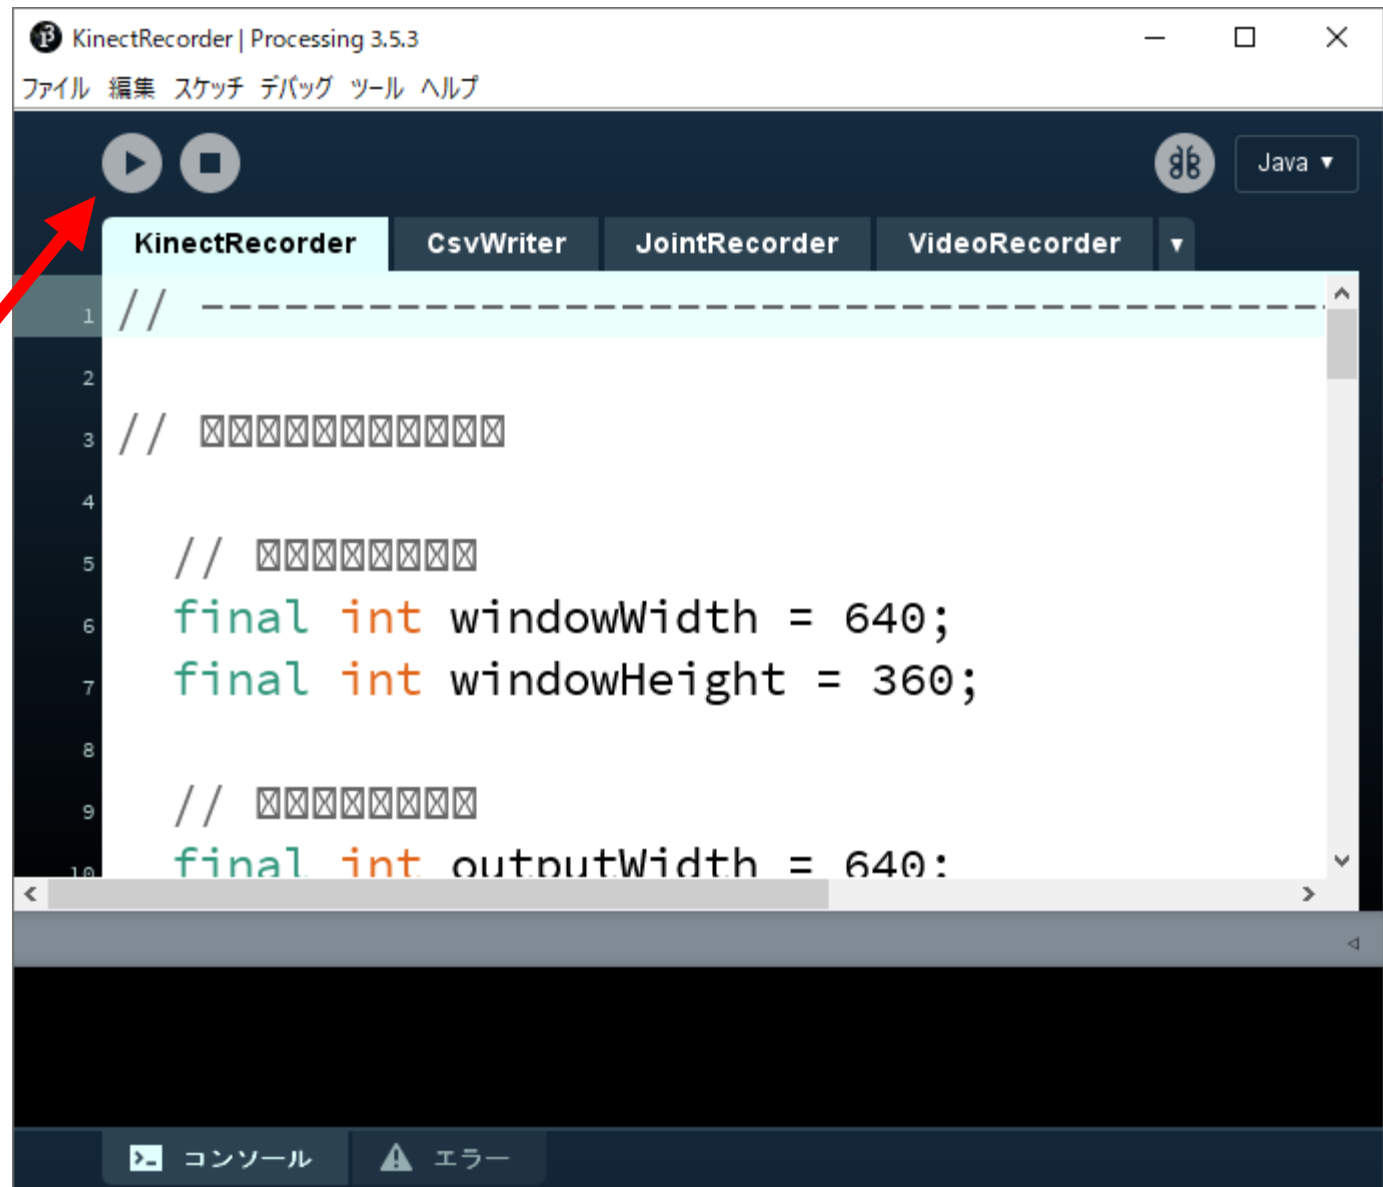 KinectRecorder | Processing 3.5.3
ファイル 編集 スケッチ デバッグ ツール ヘルプ
Java ▼
KinectRecorder CsvWriter JointRecorder VideoRecorder ▼
1 // -----------------------------------------
2
3 //
4
5 //
6 final int windowWidth = 640;
7 final int windowHeight = 360;
8
9 //
10 final int outputWidth = 640;
コンソール エラー